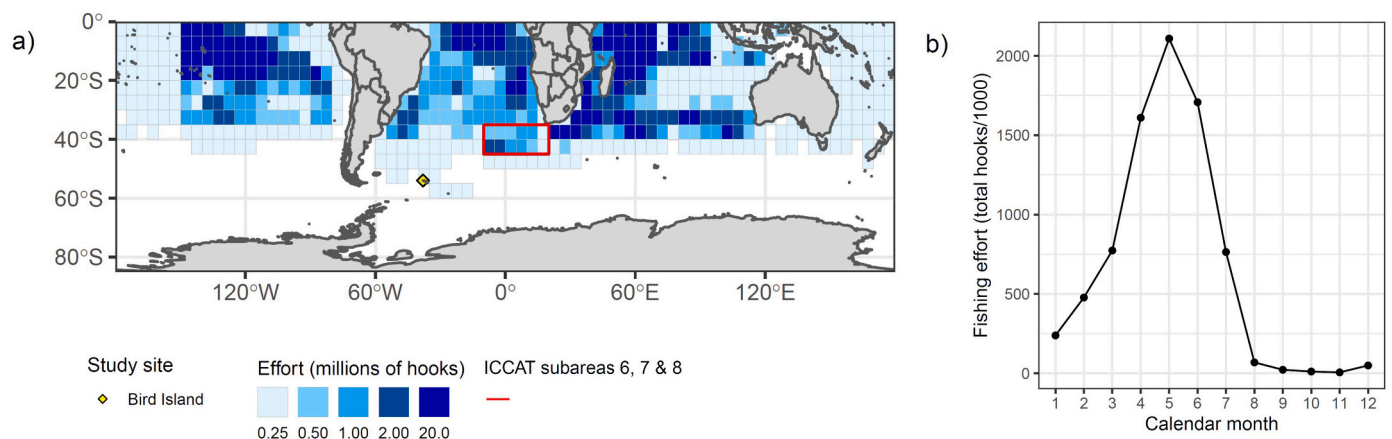 a)
0°
20°S
40°S
60°S
80°S
120°W 60°W 0° 60°E 120°E
Study site
Bird Island
Effort (millions of hooks)
0.25 0.50 1.00 2.00 20.0
ICCAT subareas 6, 7 & 8
b)
Fishing effort (total hooks/1000)
2000
1500
1000
500
0
1 2 3 4 5 6 7 8 9 10 11 12
Calendar month